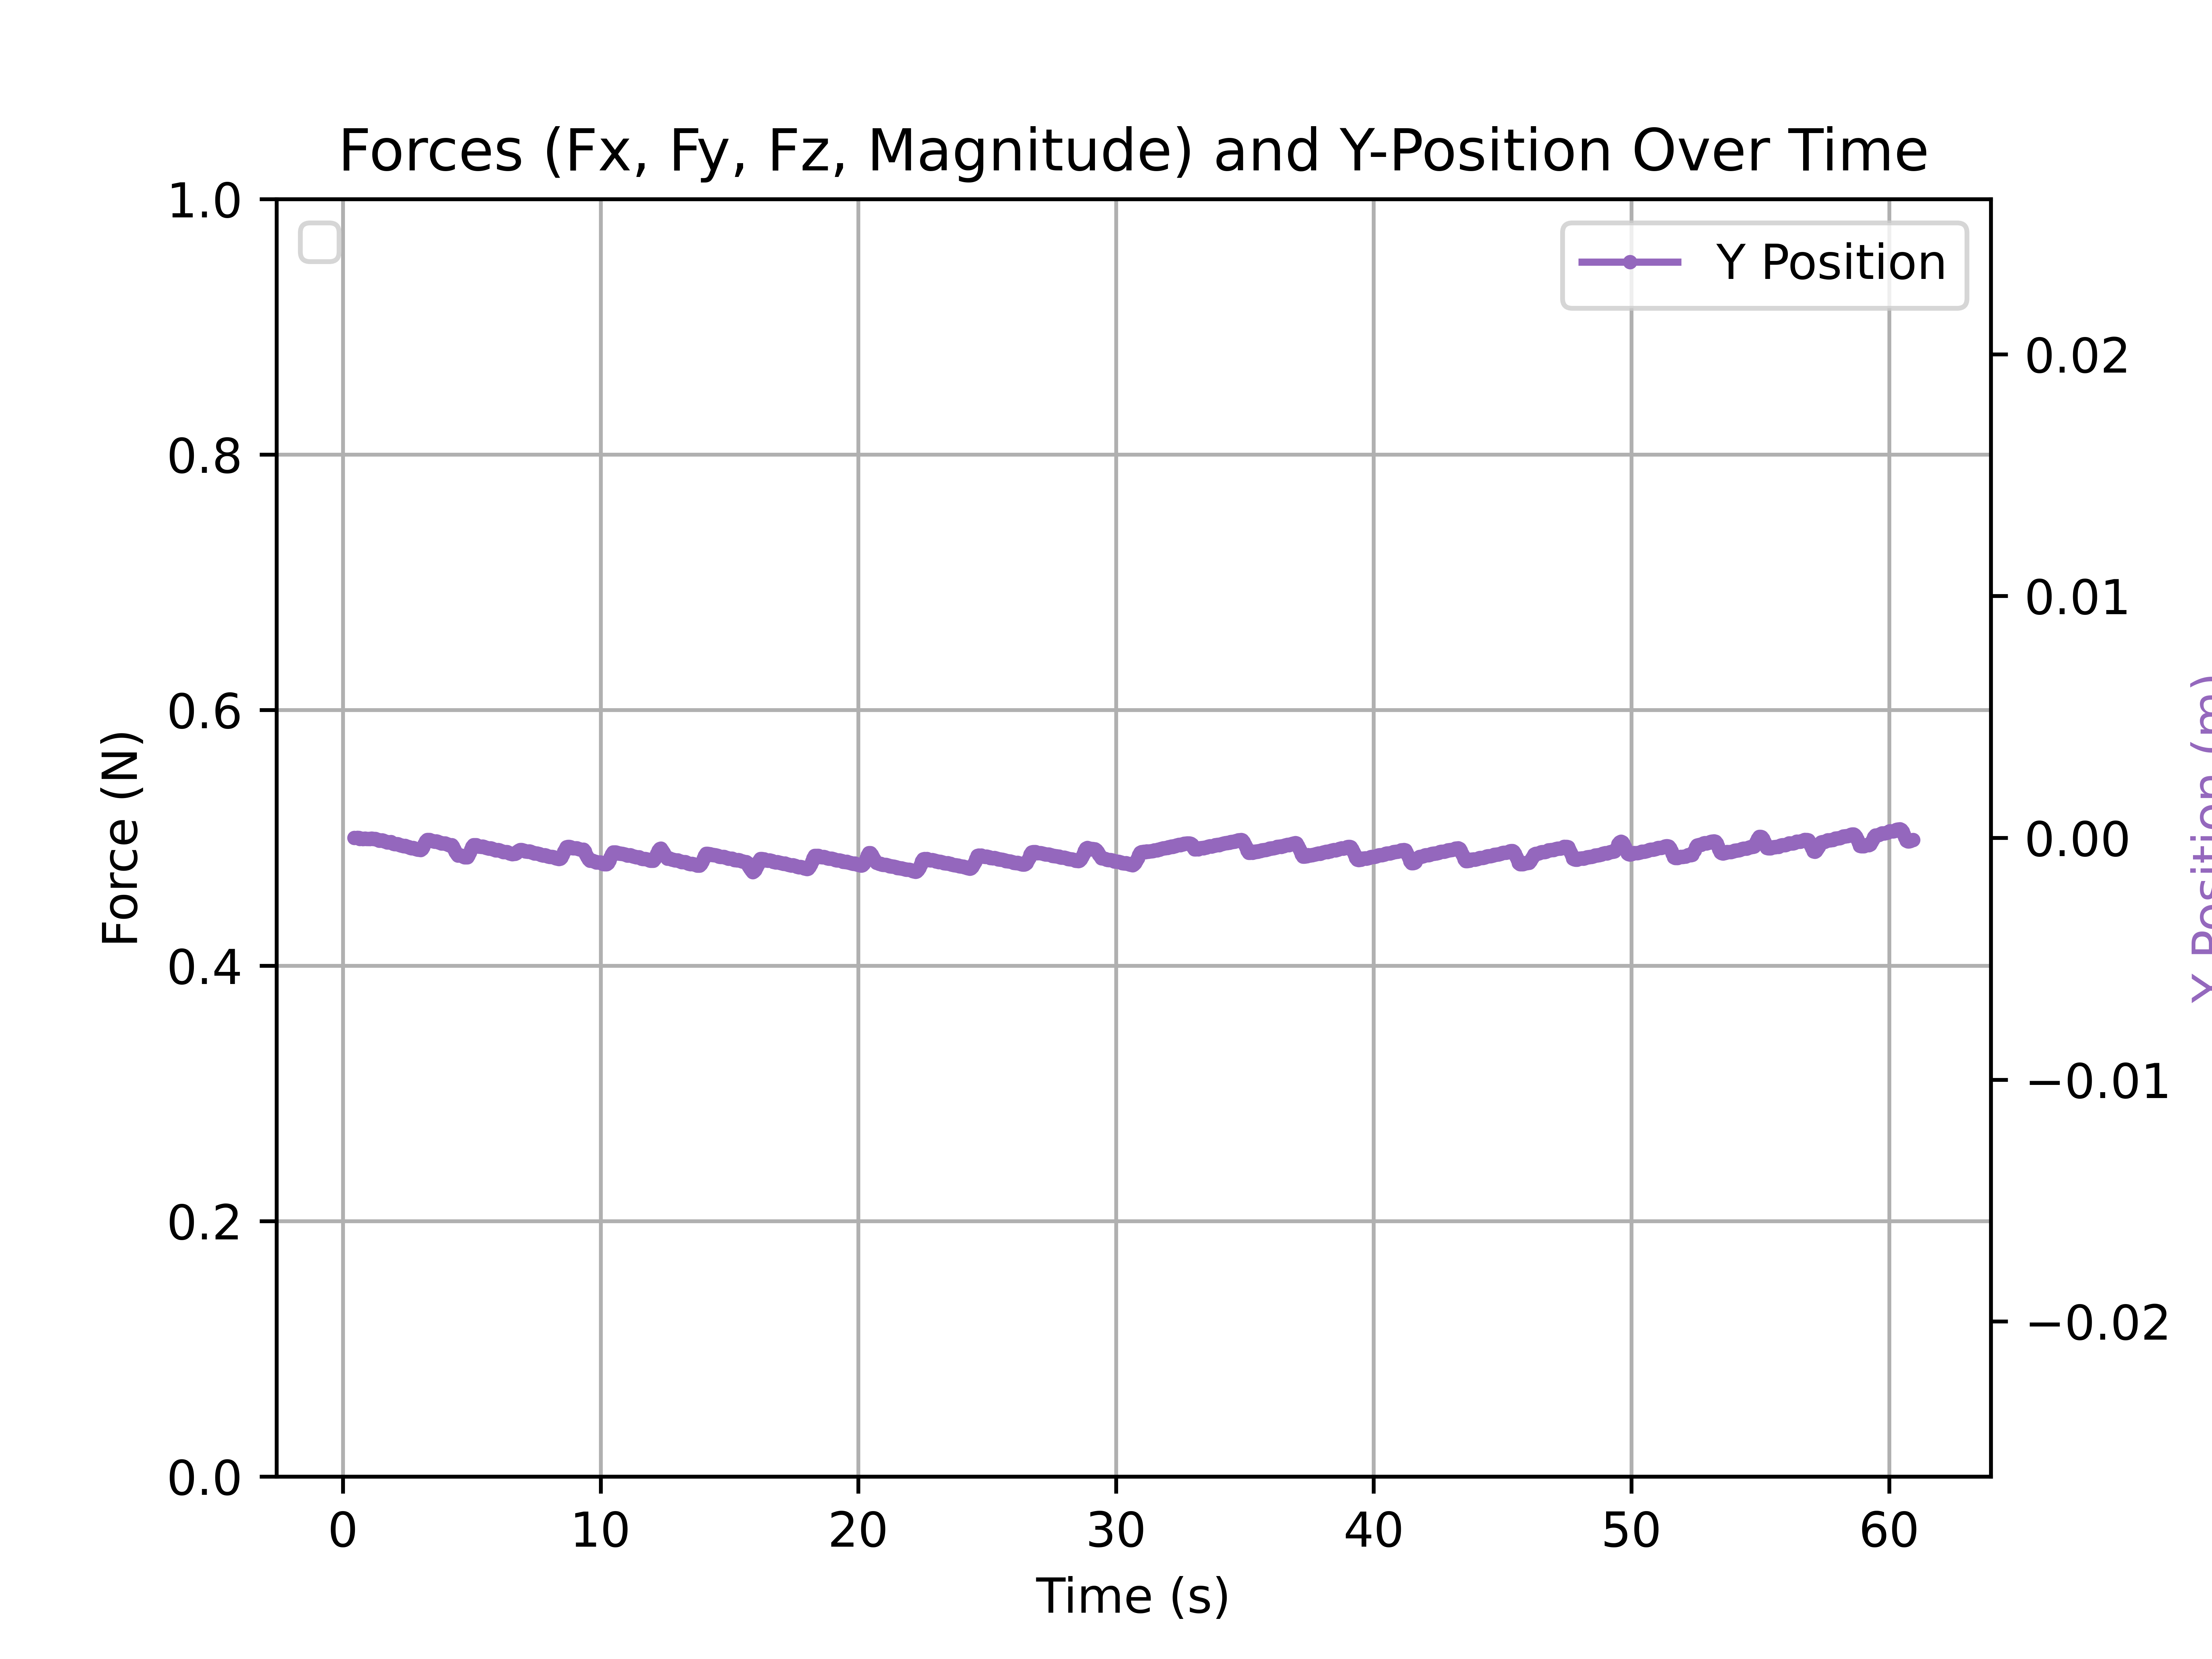 Forces (Fx, Fy, Fz, Magnitude) and Y-Position Over Time
Y Position
1.0
0.8
0.6
0.4
0.2
0.0
Force (N)
0.02
0.01
0.00
−0.01
−0.02
Y Position (m)
0 10 20 30 40 50 60
Time (s)